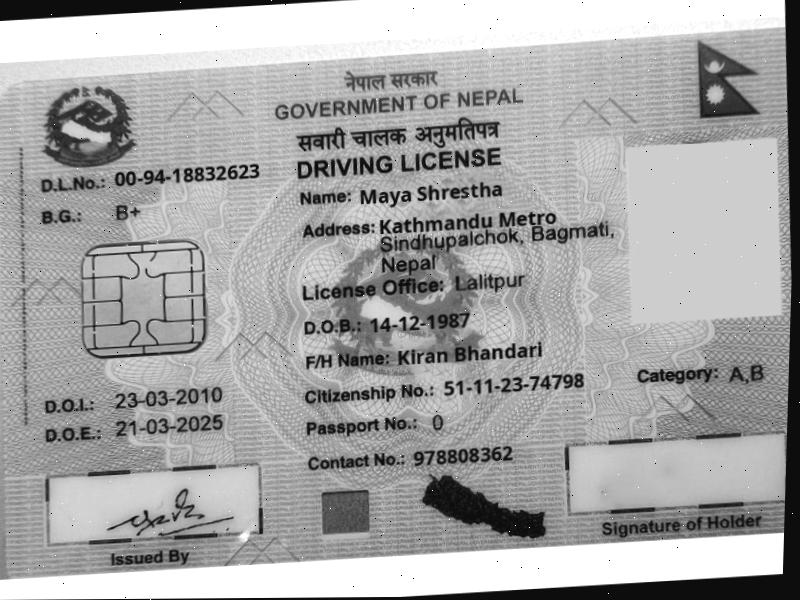 नेपाल सरकार
GOVERNMENT OF NEPAL
सवारी चालक अनुमतिपत्र
DRIVING LICENSE
D.L.No.: 00-94-18832623
B.G.: B+
Name: Maya Shrestha
Address: Kathmandu Metro
Sindhupalchok, Bagmati,
Nepal
License Office: Lalitpur
D.O.B.: 14-12-1987
F/H Name: Kiran Bhandari
Citizenship No.: 51-11-23-74798
Category: A,B
D.O.I.: 23-03-2010
D.O.E.: 21-03-2025
Passport No.: 0
Contact No.: 978808362
Issued By
Signature of Holder